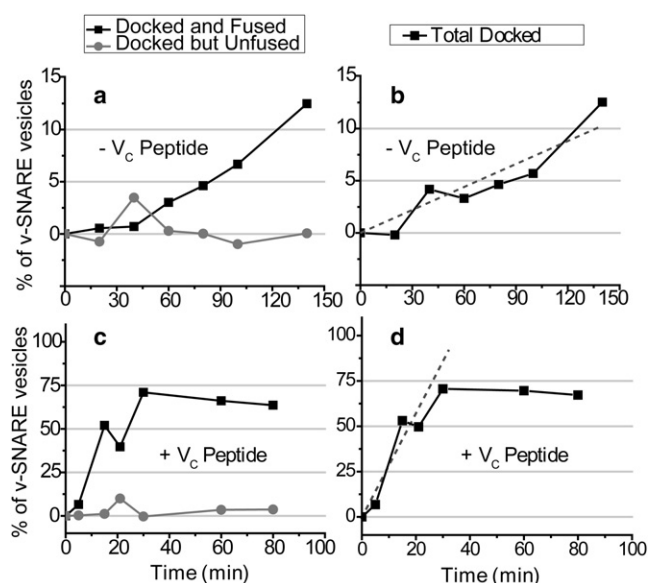 Docked and Fused
Docked but Unfused
Total Docked
% of v-SNARE vesicles
15
10
5
0
a
- Vc Peptide
0 30 60 90 120 150
15
10
5
0
b
- Vc Peptide
0 30 60 90 120 150
% of v-SNARE vesicles
100
75
50
25
0
c
+ Vc Peptide
0 20 40 60 80 100
Time (min)
100
75
50
25
0
d
+ Vc Peptide
0 20 40 60 80 100
Time (min)